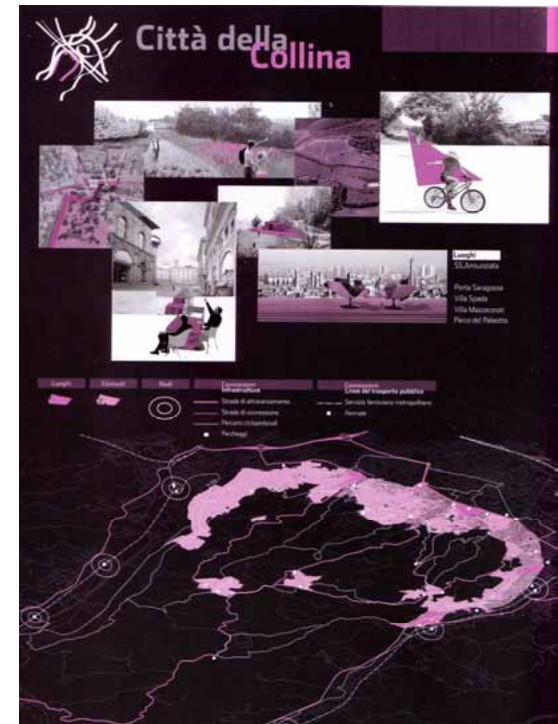 Città della
Collina
Luoghi
SS.Annunziata
Porta Saragozza
Villa Spada
Villa Mazzacorati
Parco del Paleotto
Luoghi
Contesti
Nodi
Connessioni
Infrastrutture
Strade di attraversamento
Strade di connessione
Percorsi ciclopedonali
Parcheggi
Connessioni
Linee del trasporto pubblico
Servizio ferroviario metropolitano
Fermate